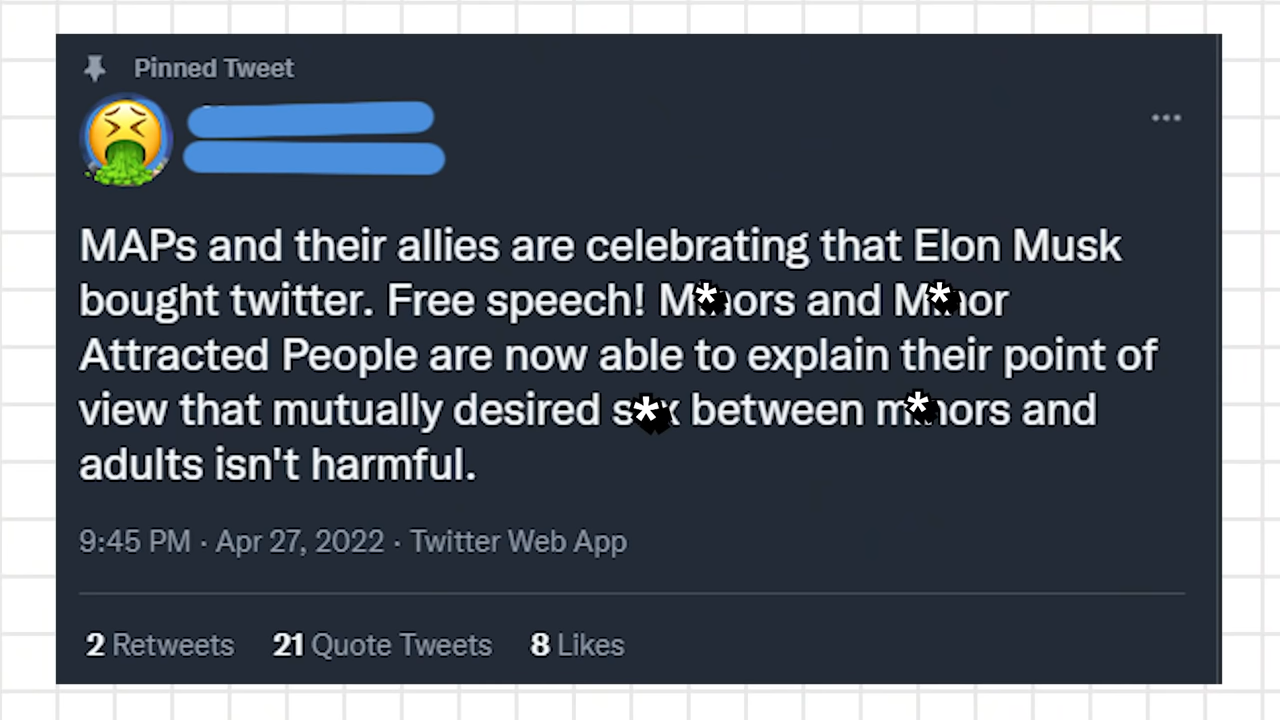 Pinned Tweet
MAPs and their allies are celebrating that Elon Musk
bought twitter. Free speech! M*nors and M*nor
Attracted People are now able to explain their point of
view that mutually desired s*x between m*nors and
adults isn't harmful.
9:45 PM · Apr 27, 2022 · Twitter Web App
2 Retweets 21 Quote Tweets 8 Likes